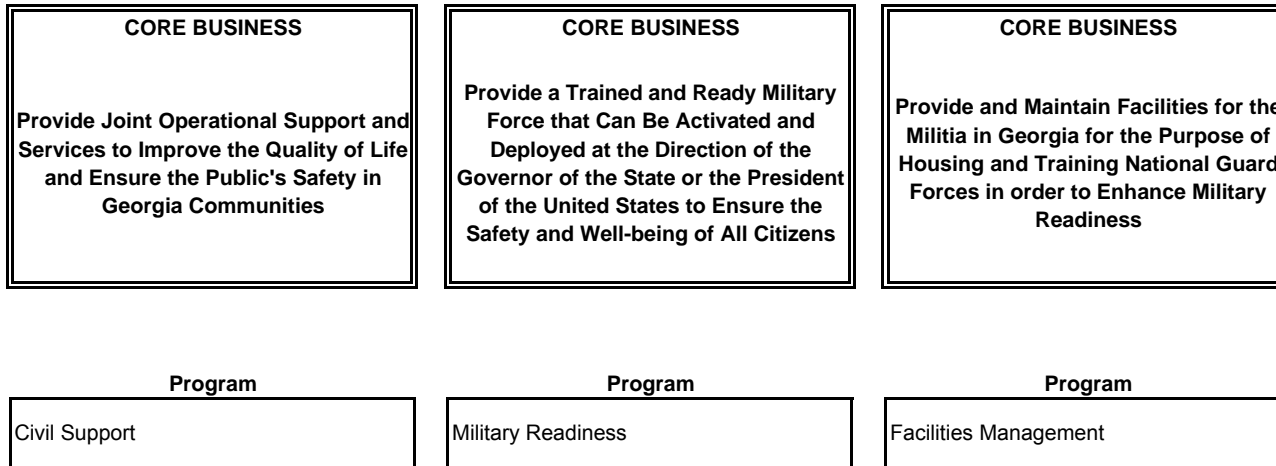 CORE BUSINESS
Provide Joint Operational Support and
Services to Improve the Quality of Life
and Ensure the Public's Safety in
Georgia Communities
CORE BUSINESS
Provide a Trained and Ready Military
Force that Can Be Activated and
Deployed at the Direction of the
Governor of the State or the President
of the United States to Ensure the
Safety and Well-being of All Citizens
CORE BUSINESS
Provide and Maintain Facilities for the
Militia in Georgia for the Purpose of
Housing and Training National Guard
Forces in order to Enhance Military
Readiness
Program
Civil Support
Program
Military Readiness
Program
Facilities Management